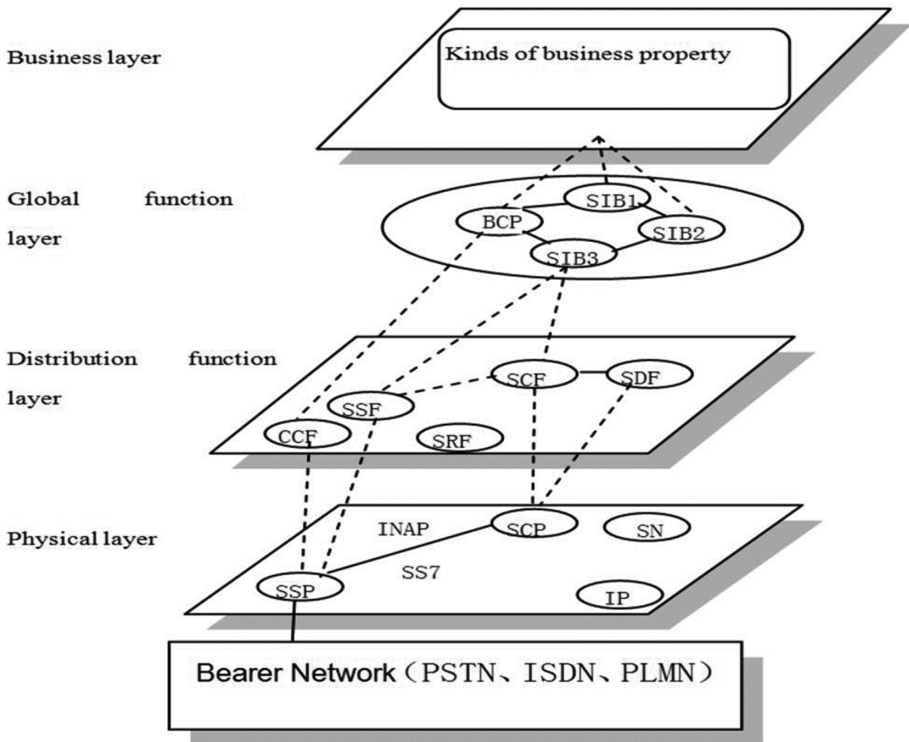 Business layer
Kinds of business property
Global function
layer
SIB1
BCP
SIB2
SIB3
Distribution function
layer
SCF
SDF
SSF
CCF
SRF
Physical layer
INAP
SCP
SN
SS7
SSP
IP
Bearer Network（PSTN、ISDN、PLMN）